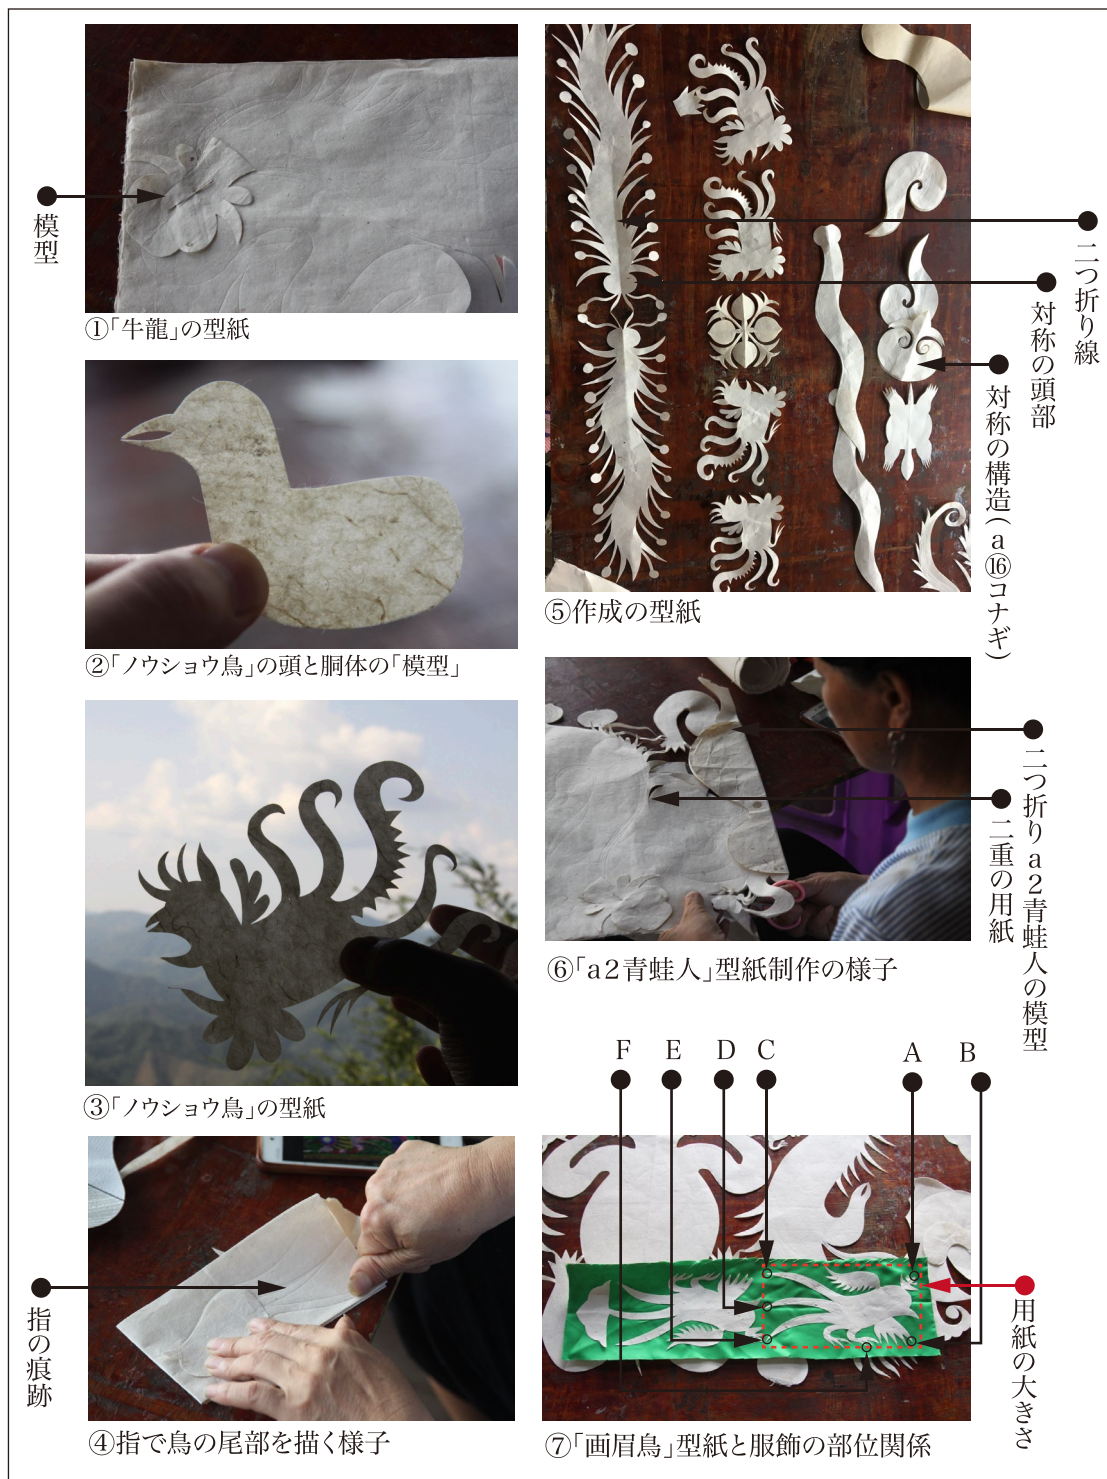 模型
①「牛龍」の型紙
②「ノウショウ鳥」の頭と胴体の「模型」
③「ノウショウ鳥」の型紙
指の痕跡
④指で鳥の尾部を描く様子
二つ折り線
対称の頭部
対称の構造(a⑯コナギ)
⑤作成の型紙
二つ折りa2青蛙人の模型
二重の用紙
⑥「a2青蛙人」型紙制作の様子
F E D C A B
用紙の大きさ
⑦「画眉鳥」型紙と服飾の部位関係